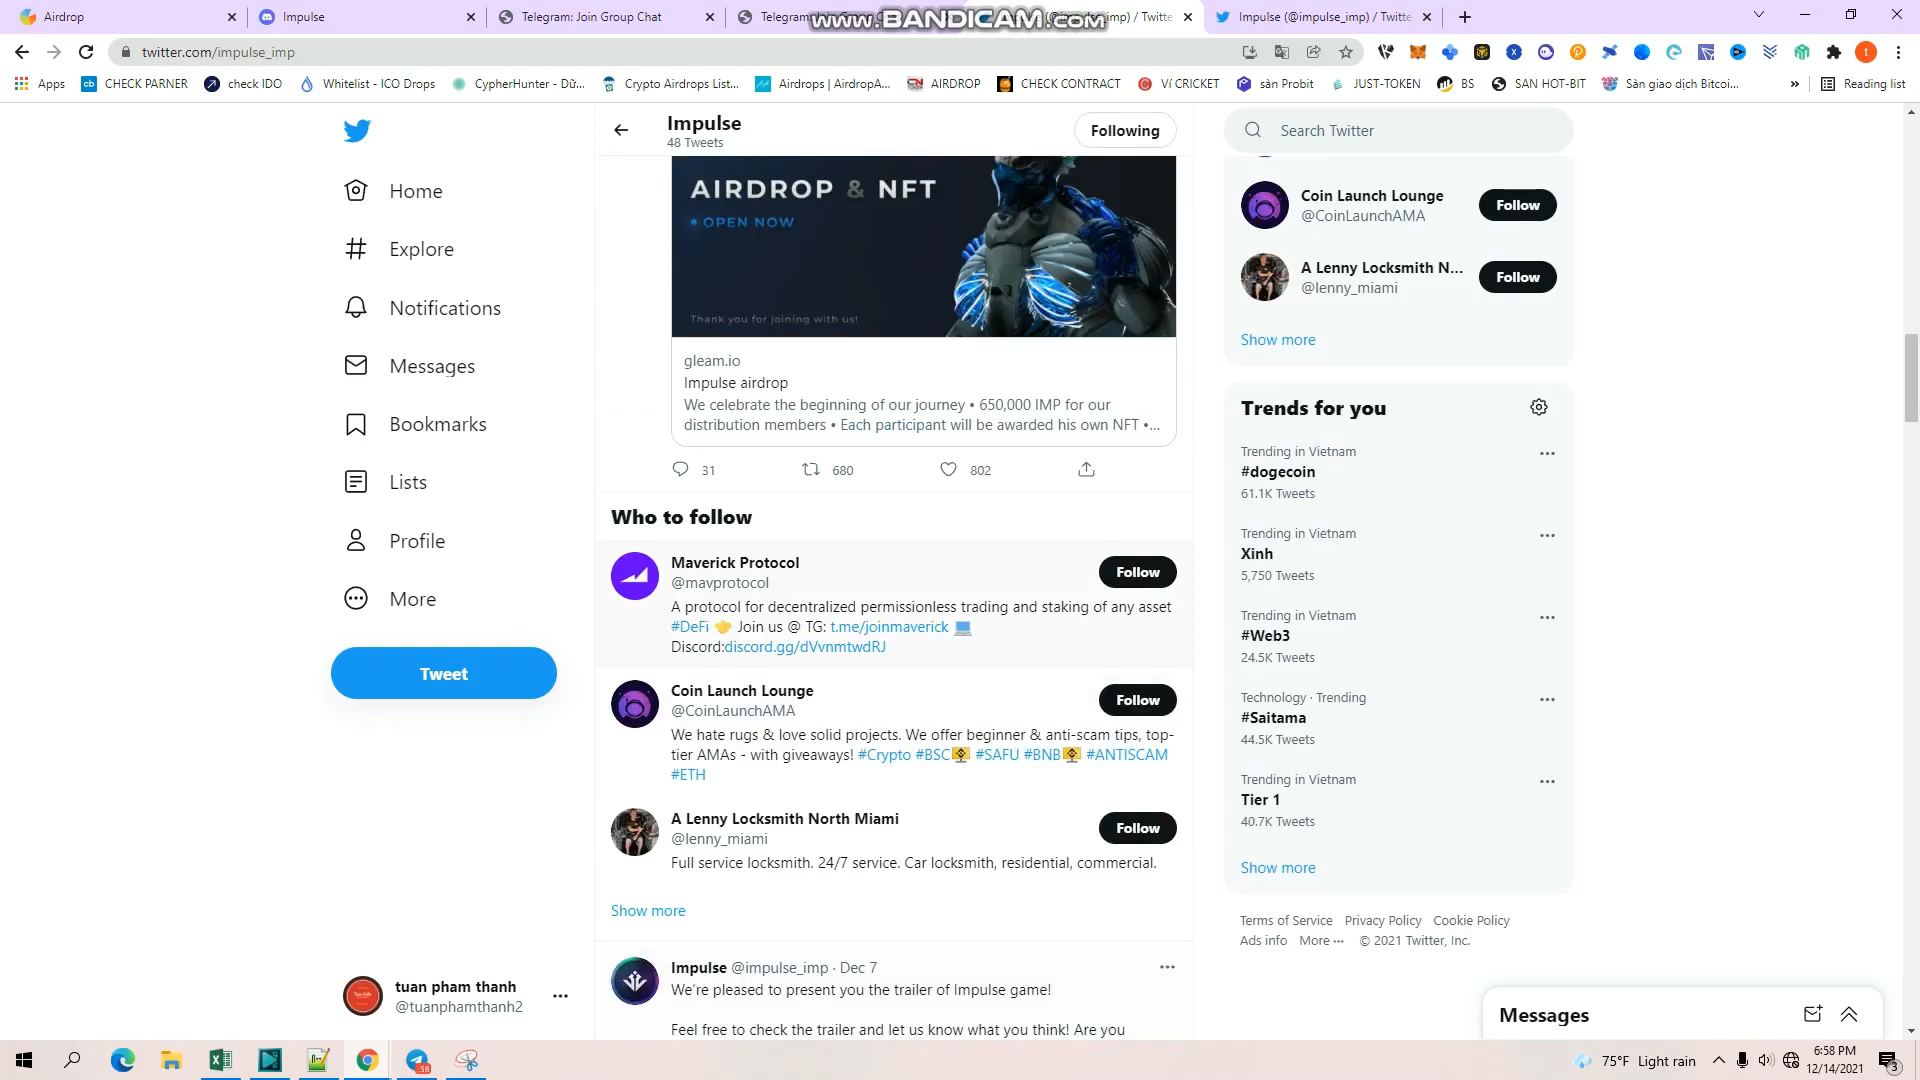 Airdrop
Impulse
Telegram: Join Group Chat
www.BANDICAM.com
Impulse (@impulse_imp) / Twitte
twitter.com/impulse_imp
Apps
CHECK PARNER
check IDO
Whitelist - ICO Drops
CypherHunter - Dữ...
Crypto Airdrops List...
Airdrops | AirdropA...
AIRDROP
CHECK CONTRACT
Ví CRICKET
sàn Probit
JUST-TOKEN
BS
SAN HOT-BIT
Sàn giao dịch Bitcoi...
»
Reading list
Home
Explore
Notifications
Messages
Bookmarks
Lists
Profile
More
Tweet
tuan pham thanh
@tuanphamthanh2
Impulse
48 Tweets
Following
AIRDROP & NFT
• OPEN NOW
Thank you for joining with us!
gleam.io
Impulse airdrop
We celebrate the beginning of our journey • 650,000 IMP for our
distribution members • Each participant will be awarded his own NFT •...
31 680 802
Who to follow
Maverick Protocol
@mavprotocol
Follow
A protocol for decentralized permissionless trading and staking of any asset
#DeFi 🤝 Join us @ TG: t.me/joinmaverick 💻
Discord:discord.gg/dVvnmtwdRJ
Coin Launch Lounge
@CoinLaunchAMA
Follow
We hate rugs & love solid projects. We offer beginner & anti-scam tips, top-
tier AMAs - with giveaways! #Crypto #BSC #SAFU #BNB #ANTISCAM
#ETH
A Lenny Locksmith North Miami
@lenny_miami
Follow
Full service locksmith. 24/7 service. Car locksmith, residential, commercial.
Show more
Impulse @impulse_imp · Dec 7
We're pleased to present you the trailer of Impulse game!
Feel free to check the trailer and let us know what you think! Are you
Search Twitter
Coin Launch Lounge
@CoinLaunchAMA
Follow
A Lenny Locksmith N...
@lenny_miami
Follow
Show more
Trends for you
Trending in Vietnam
#dogecoin
61.1K Tweets
Trending in Vietnam
Xinh
5,750 Tweets
Trending in Vietnam
#Web3
24.5K Tweets
Technology · Trending
#Saitama
44.5K Tweets
Trending in Vietnam
Tier 1
40.7K Tweets
Show more
Terms of Service Privacy Policy Cookie Policy
Ads info More ··· © 2021 Twitter, Inc.
Messages
58
75°F Light rain
6:58 PM
12/14/2021
3